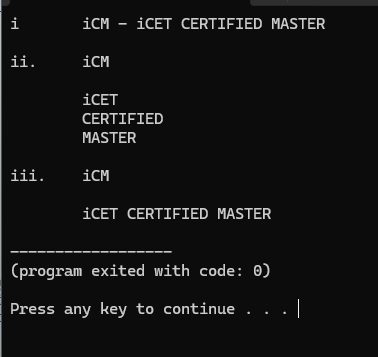 i iCM - iCET CERTIFIED MASTER
ii. iCM
iCET
CERTIFIED
MASTER
iii. iCM
iCET CERTIFIED MASTER
------------------
(program exited with code: 0)
Press any key to continue . . .